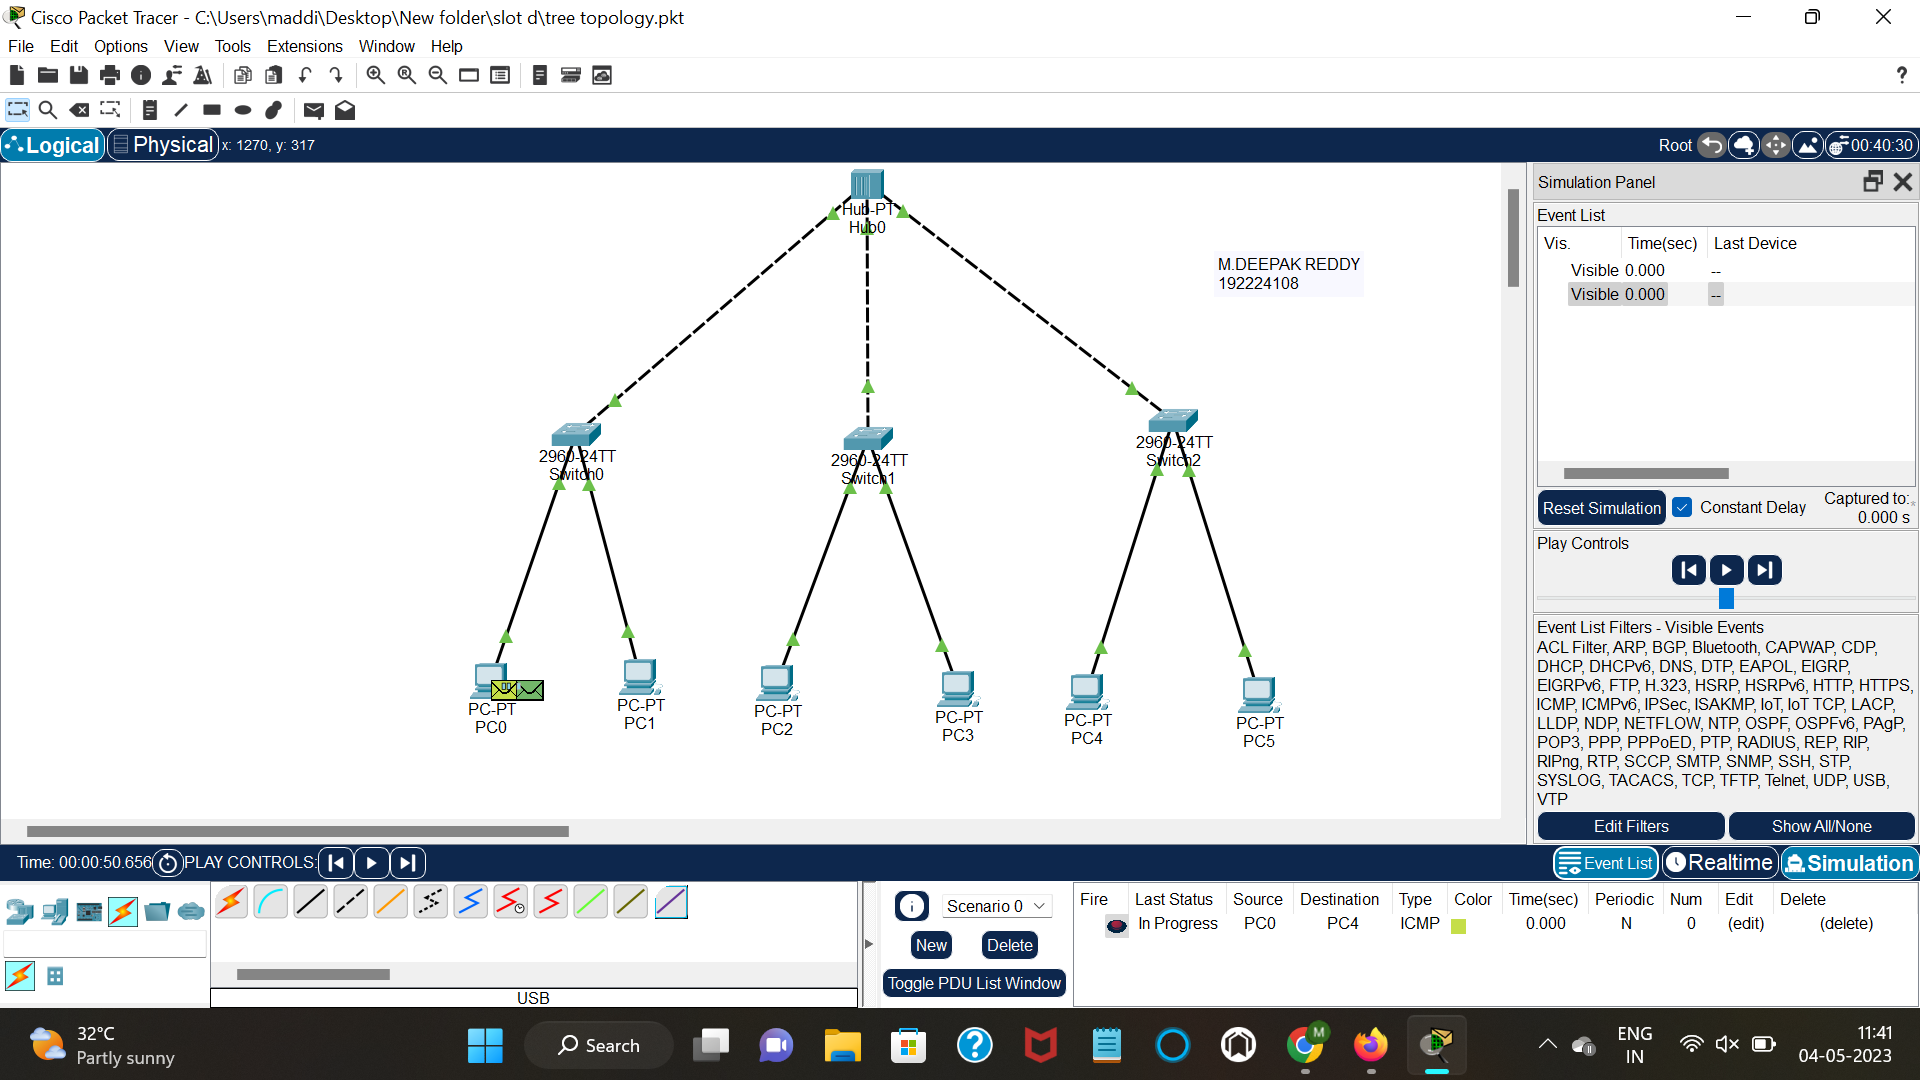 Cisco Packet Tracer - C:\Users\maddi\Desktop\New folder\slot d\tree topology.pkt
File Edit Options View Tools Extensions Window Help
?
Logical Physical x: 1270, y: 317 Root 00:40:30
Hub-PT
Hub0
M.DEEPAK REDDY
192224108
2960-24TT
Switch0
2960-24TT
Switch1
2960-24TT
Switch2
PC-PT
PC0
PC-PT
PC1
PC-PT
PC2
PC-PT
PC3
PC-PT
PC4
PC-PT
PC5
Simulation Panel
Event List
Vis. Time(sec) Last Device
Visible 0.000 --
Visible 0.000 --
Reset Simulation Constant Delay Captured to:
0.000 s
Play Controls
Event List Filters - Visible Events
ACL Filter, ARP, BGP, Bluetooth, CAPWAP, CDP,
DHCP, DHCPv6, DNS, DTP, EAPOL, EIGRP,
EIGRPv6, FTP, H.323, HSRP, HSRPv6, HTTP, HTTPS,
ICMP, ICMPv6, IPSec, ISAKMP, IoT, IoT TCP, LACP,
LLDP, NDP, NETFLOW, NTP, OSPF, OSPFv6, PAgP,
POP3, PPP, PPPoED, PTP, RADIUS, REP, RIP,
RIPng, RTP, SCCP, SMTP, SNMP, SSH, STP,
SYSLOG, TACACS, TCP, TFTP, Telnet, UDP, USB,
VTP
Edit Filters Show All/None
Time: 00:00:50.656 PLAY CONTROLS: Event List Realtime Simulation
Scenario 0
New Delete
Toggle PDU List Window
USB
Fire Last Status Source Destination Type Color Time(sec) Periodic Num Edit Delete
In Progress PC0 PC4 ICMP 0.000 N 0 (edit) (delete)
32°C
Partly sunny
Search
M
ENG
IN
11:41
04-05-2023